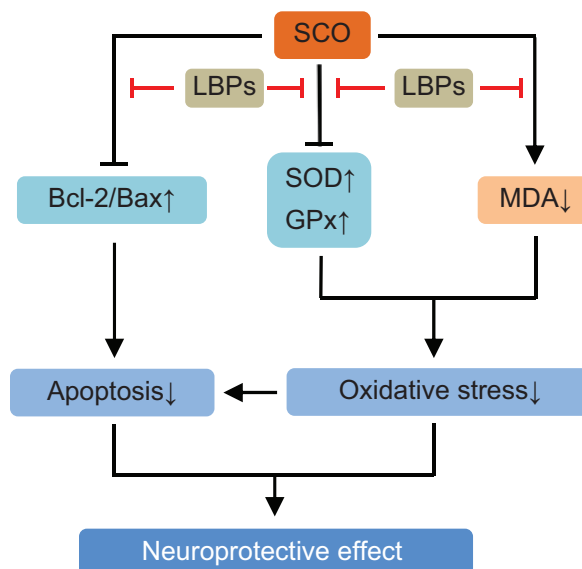 SCO
LBPs
LBPs
Bcl-2/Bax↑
SOD↑
GPx↑
MDA↓
Apoptosis↓
Oxidative stress↓
Neuroprotective effect